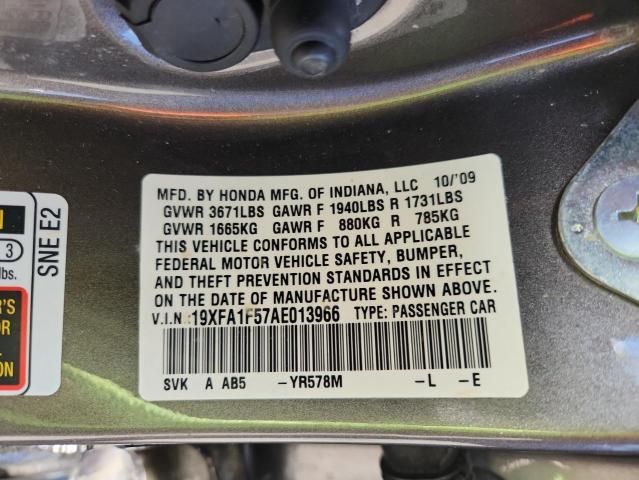 MFD. BY HONDA MFG. OF INDIANA, LLC 10/'09
GVWR 3671LBS GAWR F 1940LBS R 1731LBS
GVWR 1665KG GAWR F 880KG R 785KG
THIS VEHICLE CONFORMS TO ALL APPLICABLE
FEDERAL MOTOR VEHICLE SAFETY, BUMPER,
AND THEFT PREVENTION STANDARDS IN EFFECT
ON THE DATE OF MANUFACTURE SHOWN ABOVE.
V.I.N:19XFA1F57AE013966 TYPE: PASSENGER CAR
SVK A AB5 -YR578M -L -E
SNE E2
3
lbs.